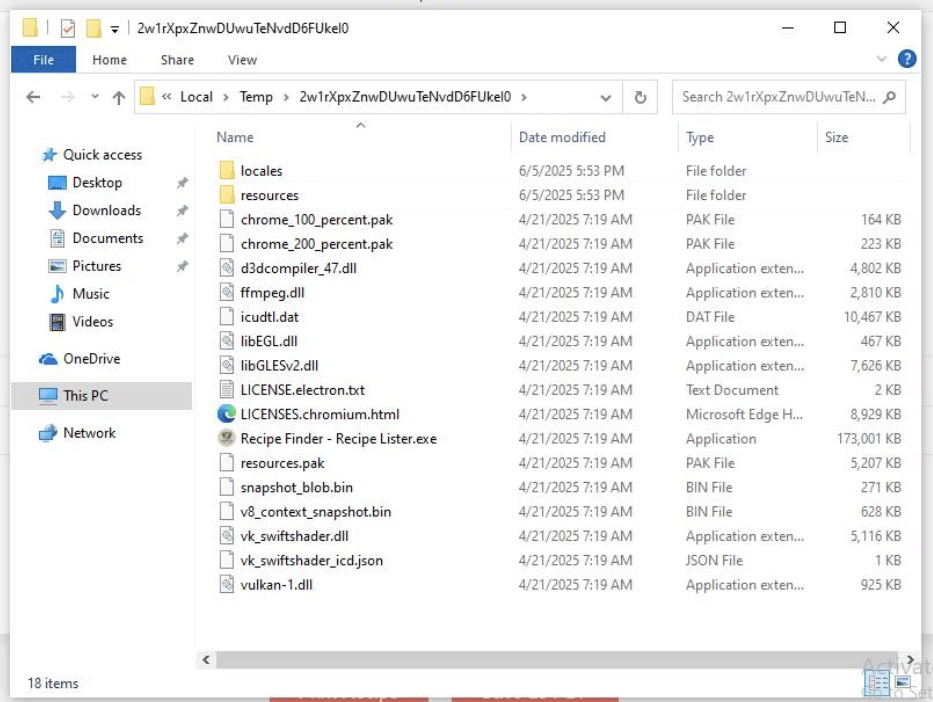 2w1rXpxZnwDUwuTeNvdD6FUkel0
File Home Share View
« Local > Temp > 2w1rXpxZnwDUwuTeNvdD6FUkel0 > Search 2w1rXpxZnwDUwuTeN...
Name Date modified Type Size
Quick access
Desktop
Downloads
Documents
Pictures
Music
Videos
OneDrive
This PC
Network
locales 6/5/2025 5:53 PM File folder
resources 6/5/2025 5:53 PM File folder
chrome_100_percent.pak 4/21/2025 7:19 AM PAK File 164 KB
chrome_200_percent.pak 4/21/2025 7:19 AM PAK File 223 KB
d3dcompiler_47.dll 4/21/2025 7:19 AM Application exten... 4,802 KB
ffmpeg.dll 4/21/2025 7:19 AM Application exten... 2,810 KB
icudtl.dat 4/21/2025 7:19 AM DAT File 10,467 KB
libEGL.dll 4/21/2025 7:19 AM Application exten... 467 KB
libGLESv2.dll 4/21/2025 7:19 AM Application exten... 7,626 KB
LICENSE.electron.txt 4/21/2025 7:19 AM Text Document 2 KB
LICENSES.chromium.html 4/21/2025 7:19 AM Microsoft Edge H... 8,929 KB
Recipe Finder - Recipe Lister.exe 4/21/2025 7:19 AM Application 173,001 KB
resources.pak 4/21/2025 7:19 AM PAK File 5,207 KB
snapshot_blob.bin 4/21/2025 7:19 AM BIN File 271 KB
v8_context_snapshot.bin 4/21/2025 7:19 AM BIN File 628 KB
vk_swiftshader.dll 4/21/2025 7:19 AM Application exten... 5,116 KB
vk_swiftshader_icd.json 4/21/2025 7:19 AM JSON File 1 KB
vulkan-1.dll 4/21/2025 7:19 AM Application exten... 925 KB
18 items
Activat